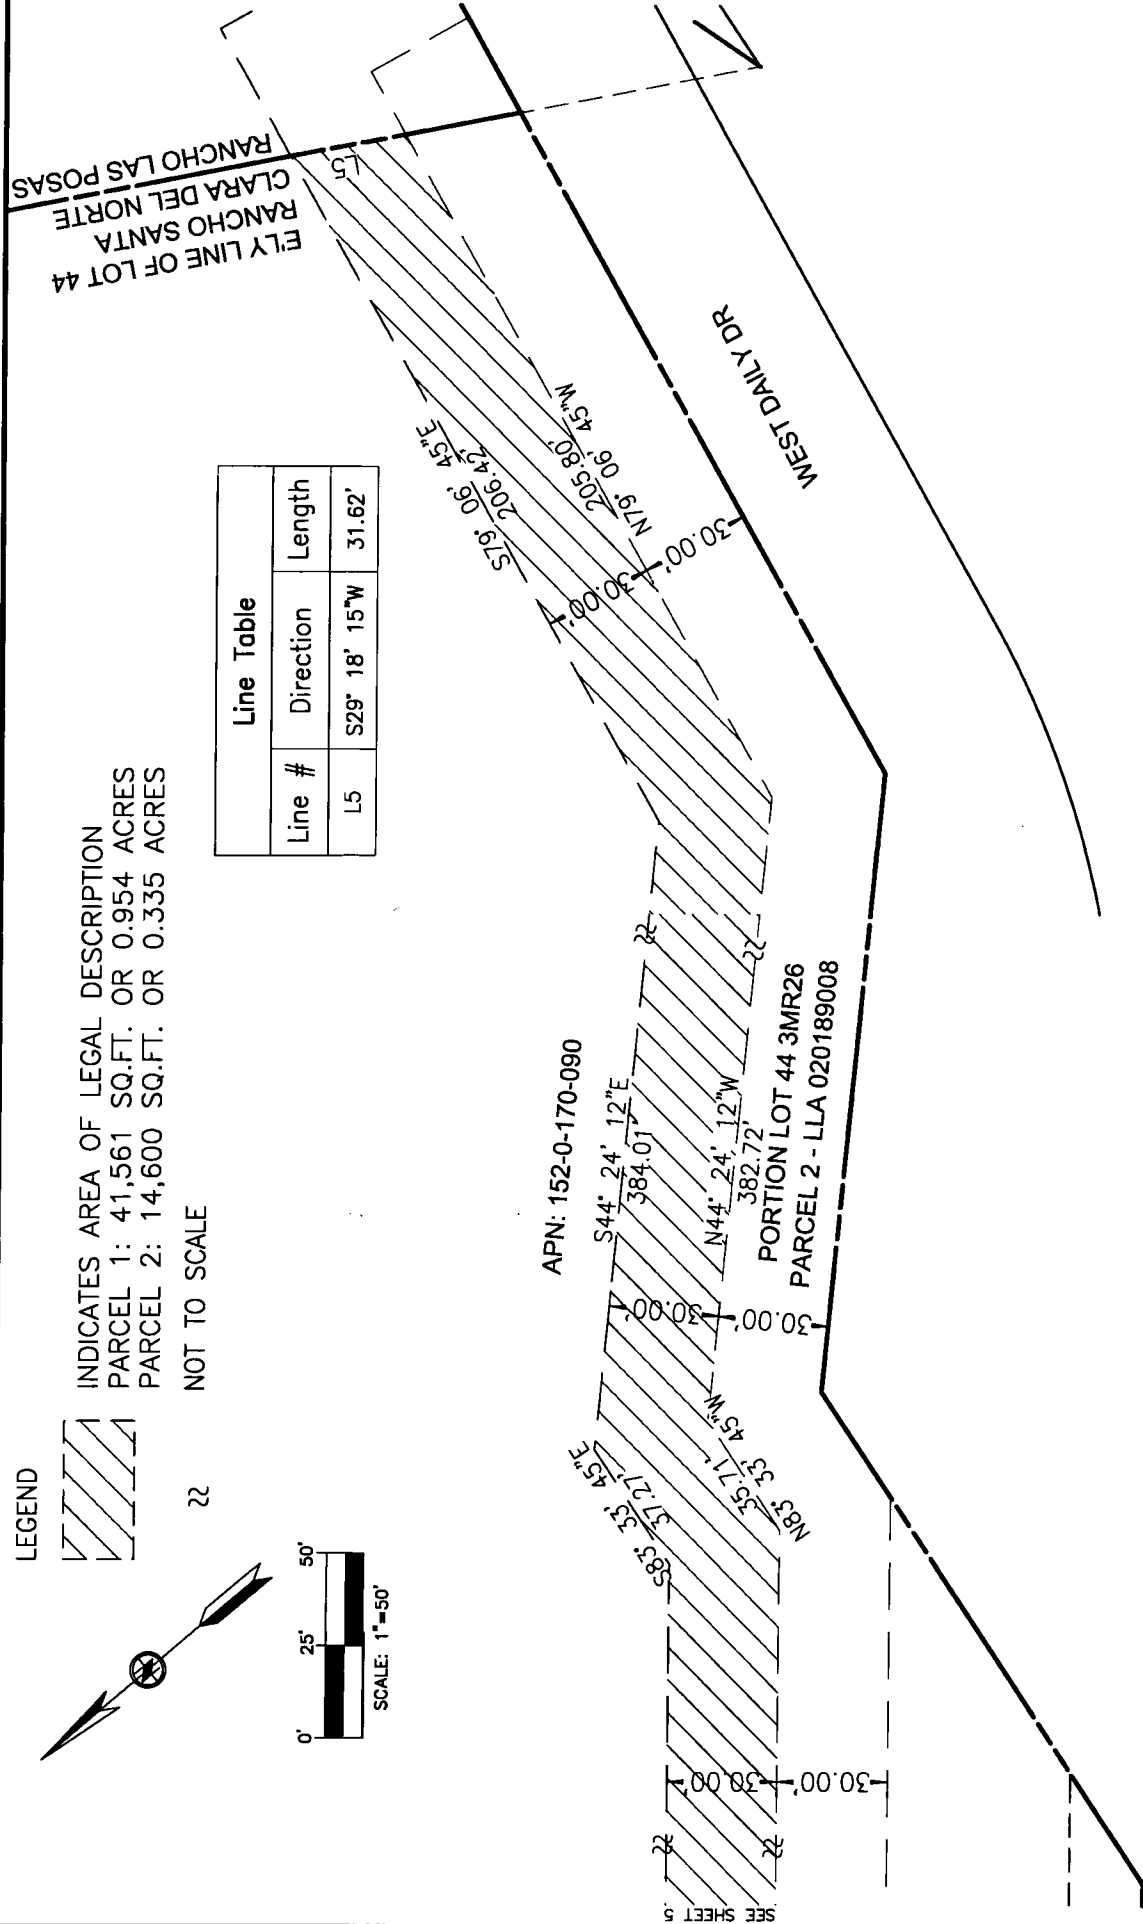 LEGEND
INDICATES AREA OF LEGAL DESCRIPTION
PARCEL 1: 41,561 SQ.FT. OR 0.954 ACRES
PARCEL 2: 14,600 SQ.FT. OR 0.335 ACRES
NOT TO SCALE
0' 25' 50'
SCALE: 1"=50'
Line Table
Line # Direction Length
L5 S29° 18' 15"W 31.62'
RANCHO LAS POSAS
E'LY LINE OF LOT 44
RANCHO SANTA
CLARA DEL NORTE
L5
S79° 06' 45"E
206.42'
205.80'
N79° 06' 45"W
30.00'
30.00'
WEST DAILY DR
APN: 152-0-170-090
S44° 24' 12"E
384.01'
N44° 24' 12"W
382.72'
PORTION LOT 44 3MR26
PARCEL 2 - LLA 020189008
30.00'
30.00'
S83° 33' 45"E
37.27'
35.71'
N83° 33' 45"W
30.00'
30.00'
SEE SHEET 5